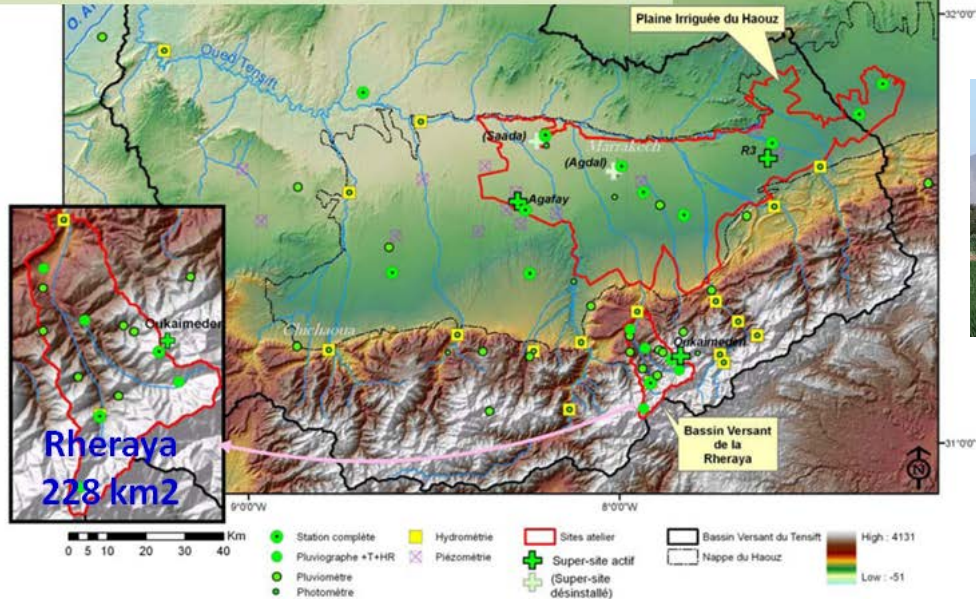 32°0'0
Plaine Irriguée du Haouz
Oued Tensift
(Saada)
Marrakech
R3
(Agdal)
Agafay
Oukaimeden
Chichaoua
Oukaimeden
Rheraya
228 km2
Bassin Versant
de la
Rheraya
31°0'0
N
9°0'0"W
8°0'0"W
Km
0 5 10 20 30 40
Station complète
Pluviographe +T+HR
Pluviomètre
Photomètre
Hydrométrie
Piézométrie
Sites atelier
Super-site actif
(Super-site
désinstallé)
Bassin Versant du Tensift
Nappe du Haouz
High : 4131
Low : -51